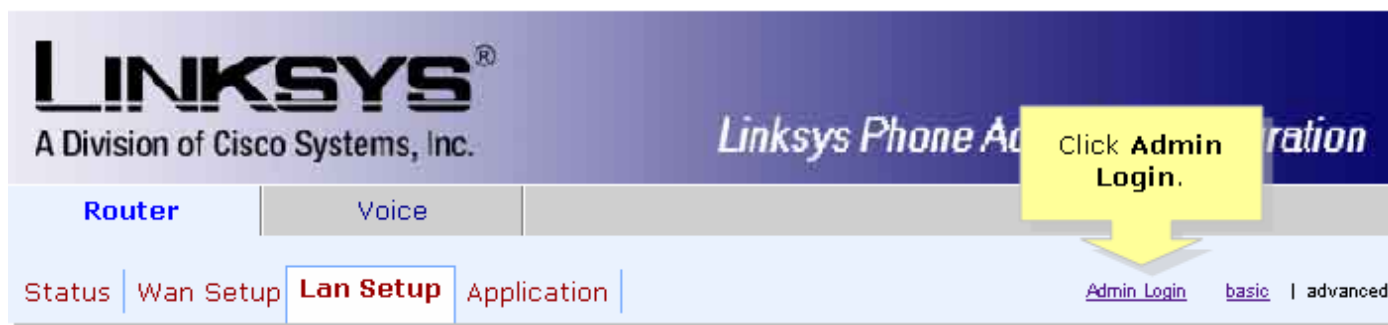 LINKSYS®
A Division of Cisco Systems, Inc.
Linksys Phone ration
Click Admin
Login.
Router Voice
Status Wan Setup Lan Setup Application Admin Login basic | advanced